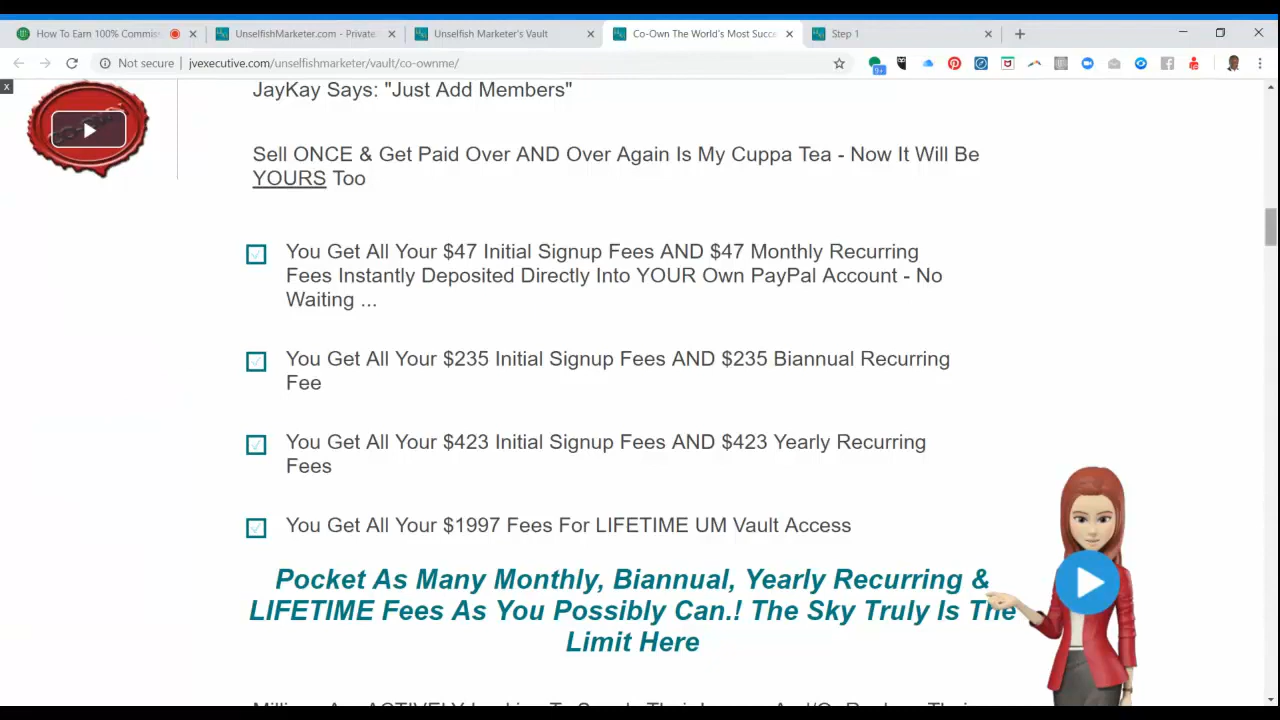 How To Earn 100% Commiss
UnselfishMarketer.com - Private
Unselfish Marketer's Vault
Co-Own The World's Most Succe
Step 1
Not secure | jvexecutive.com/unselfishmarketer/vault/co-ownme/
9+
x
JayKay Says: "Just Add Members"
Sell ONCE & Get Paid Over AND Over Again Is My Cuppa Tea - Now It Will Be
YOURS Too
You Get All Your $47 Initial Signup Fees AND $47 Monthly Recurring
Fees Instantly Deposited Directly Into YOUR Own PayPal Account - No
Waiting ...
You Get All Your $235 Initial Signup Fees AND $235 Biannual Recurring
Fee
You Get All Your $423 Initial Signup Fees AND $423 Yearly Recurring
Fees
You Get All Your $1997 Fees For LIFETIME UM Vault Access
Pocket As Many Monthly, Biannual, Yearly Recurring &
LIFETIME Fees As You Possibly Can.! The Sky Truly Is The
Limit Here